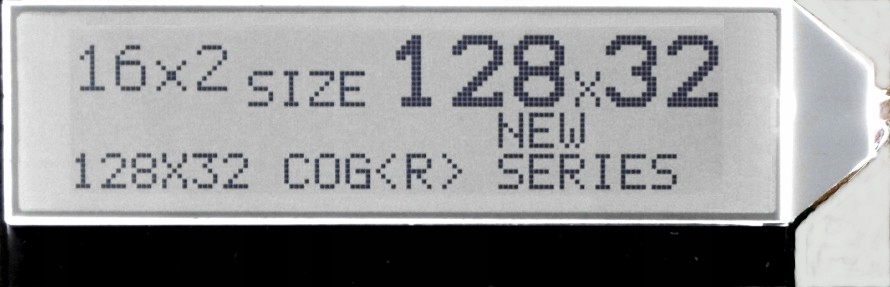 16x2 SIZE 128x32
NEW
128X32 COG<R> SERIES